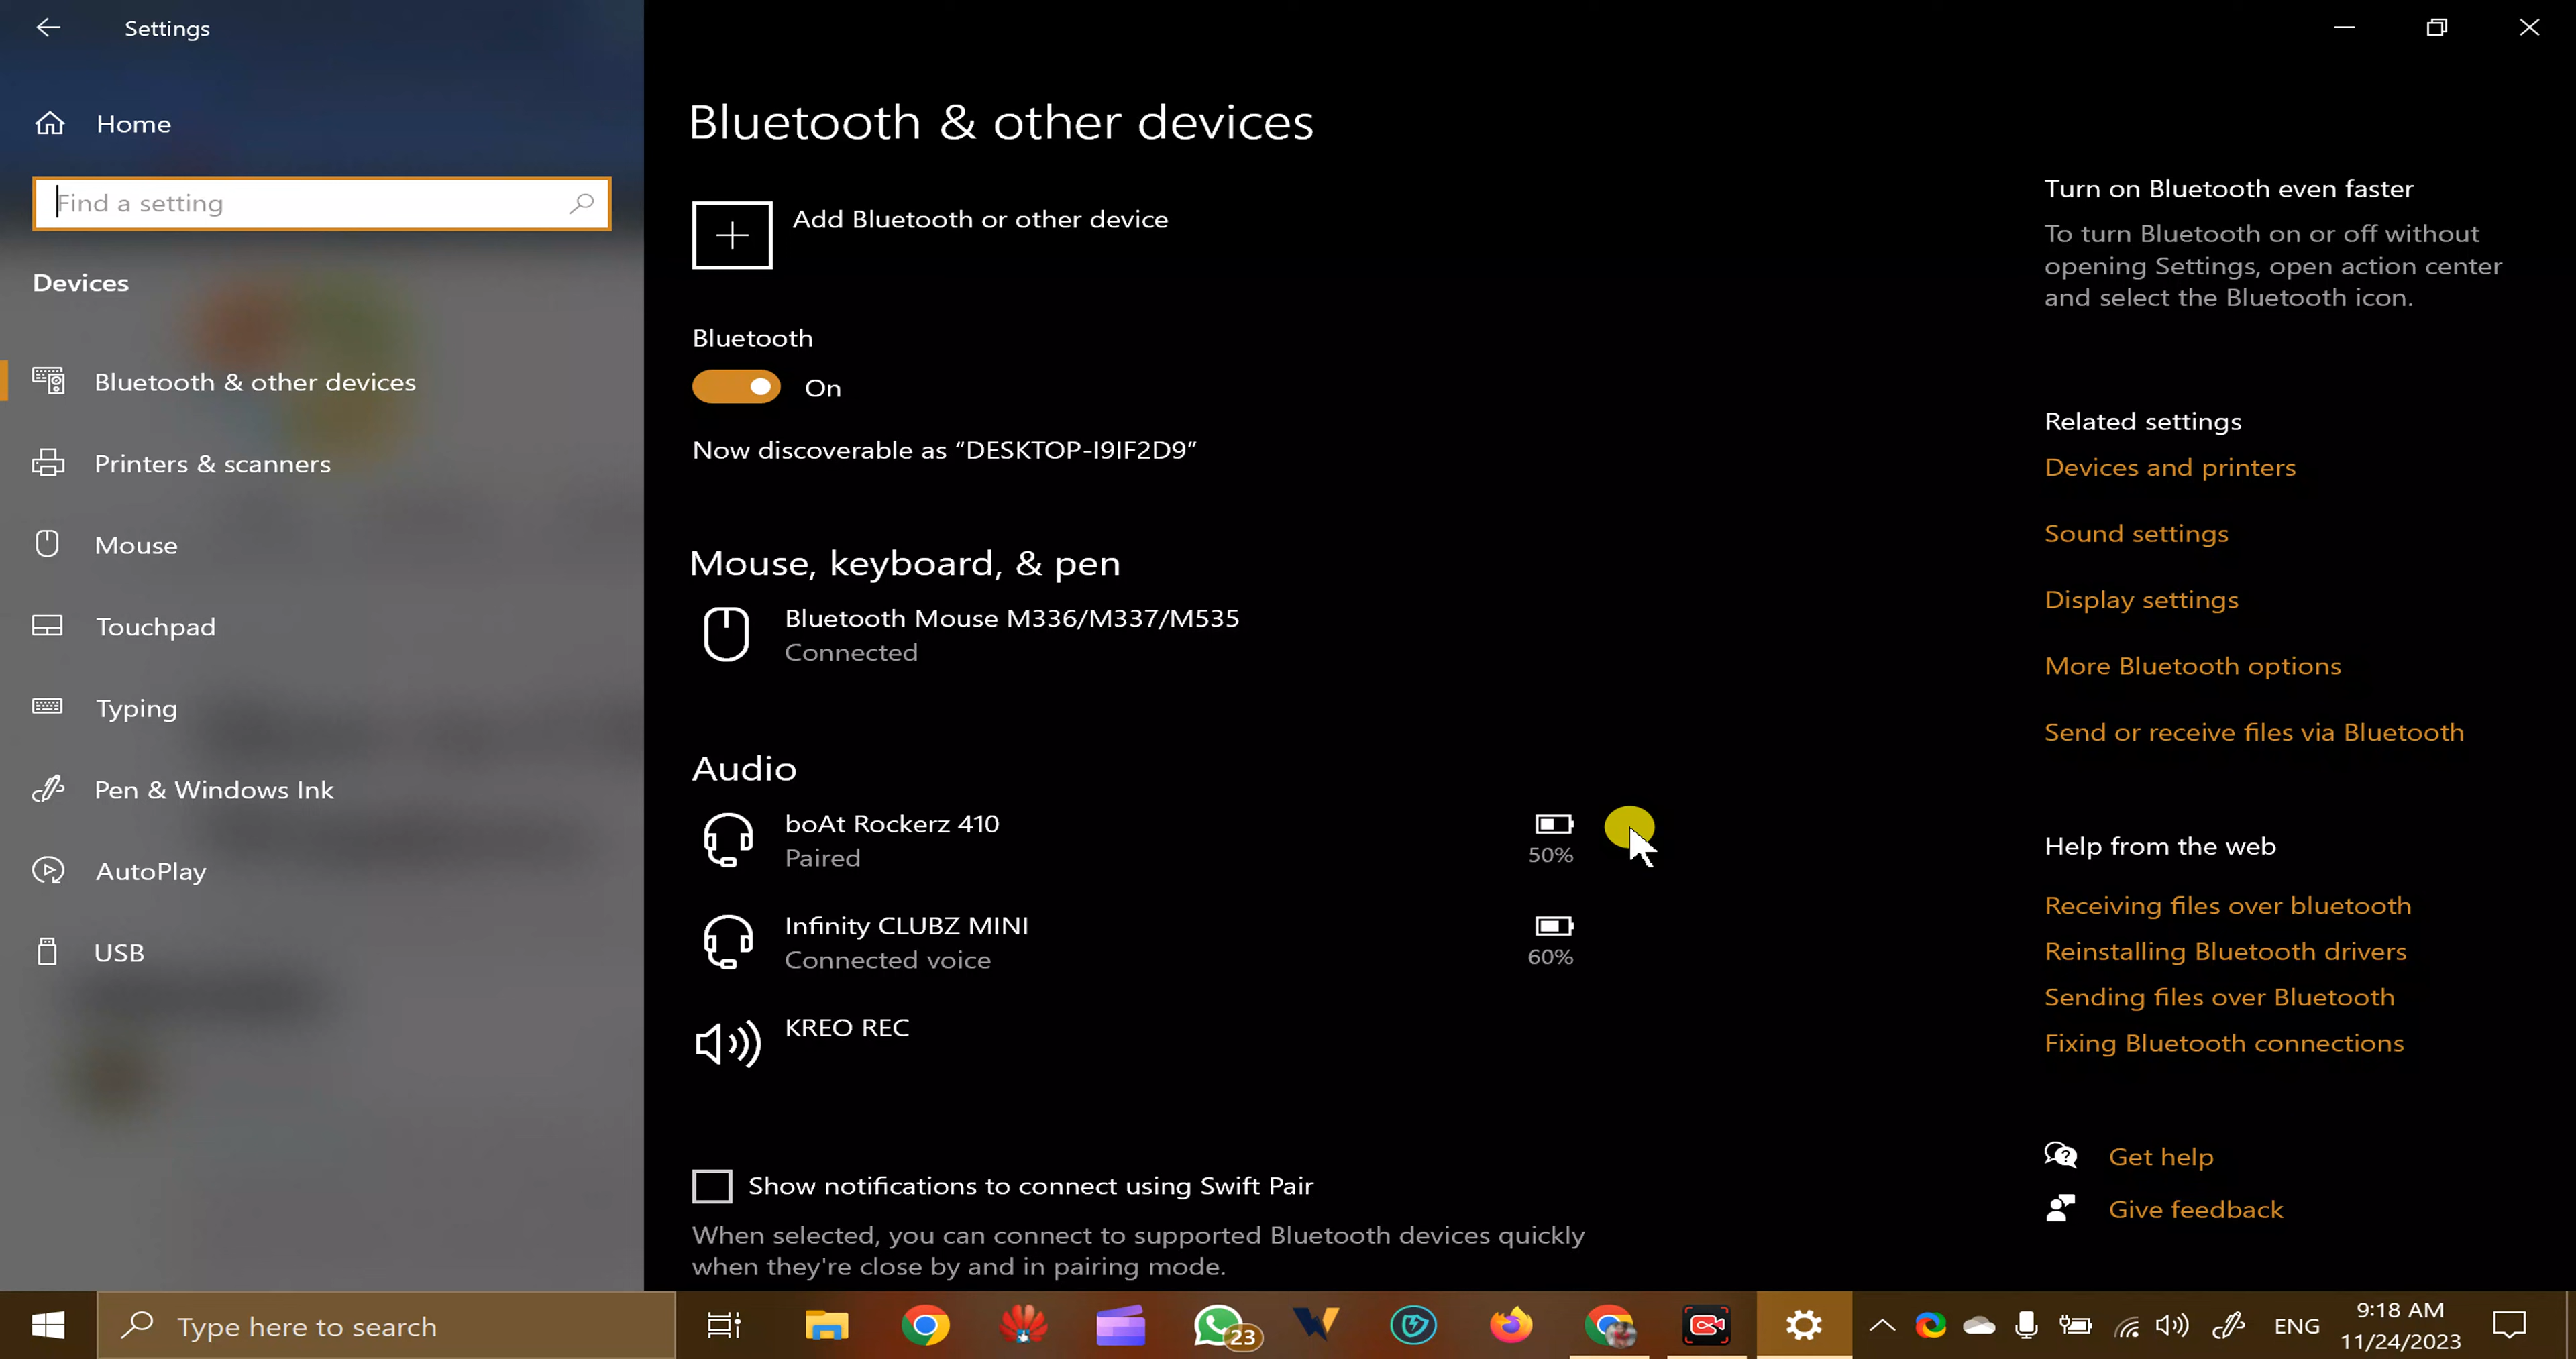 Settings
Home
Find a setting
Devices
Bluetooth & other devices
Printers & scanners
Mouse
Touchpad
Typing
Pen & Windows Ink
AutoPlay
USB
Bluetooth & other devices
Add Bluetooth or other device
Bluetooth
On
Now discoverable as “DESKTOP-I9IF2D9”
Mouse, keyboard, & pen
Bluetooth Mouse M336/M337/M535
Connected
Audio
boAt Rockerz 410
Paired
50%
Infinity CLUBZ MINI
Connected voice
60%
KREO REC
Show notifications to connect using Swift Pair
When selected, you can connect to supported Bluetooth devices quickly
when they're close by and in pairing mode.
Turn on Bluetooth even faster
To turn Bluetooth on or off without
opening Settings, open action center
and select the Bluetooth icon.
Related settings
Devices and printers
Sound settings
Display settings
More Bluetooth options
Send or receive files via Bluetooth
Help from the web
Receiving files over bluetooth
Reinstalling Bluetooth drivers
Sending files over Bluetooth
Fixing Bluetooth connections
Get help
Give feedback
Type here to search
23
ENG
9:18 AM
11/24/2023